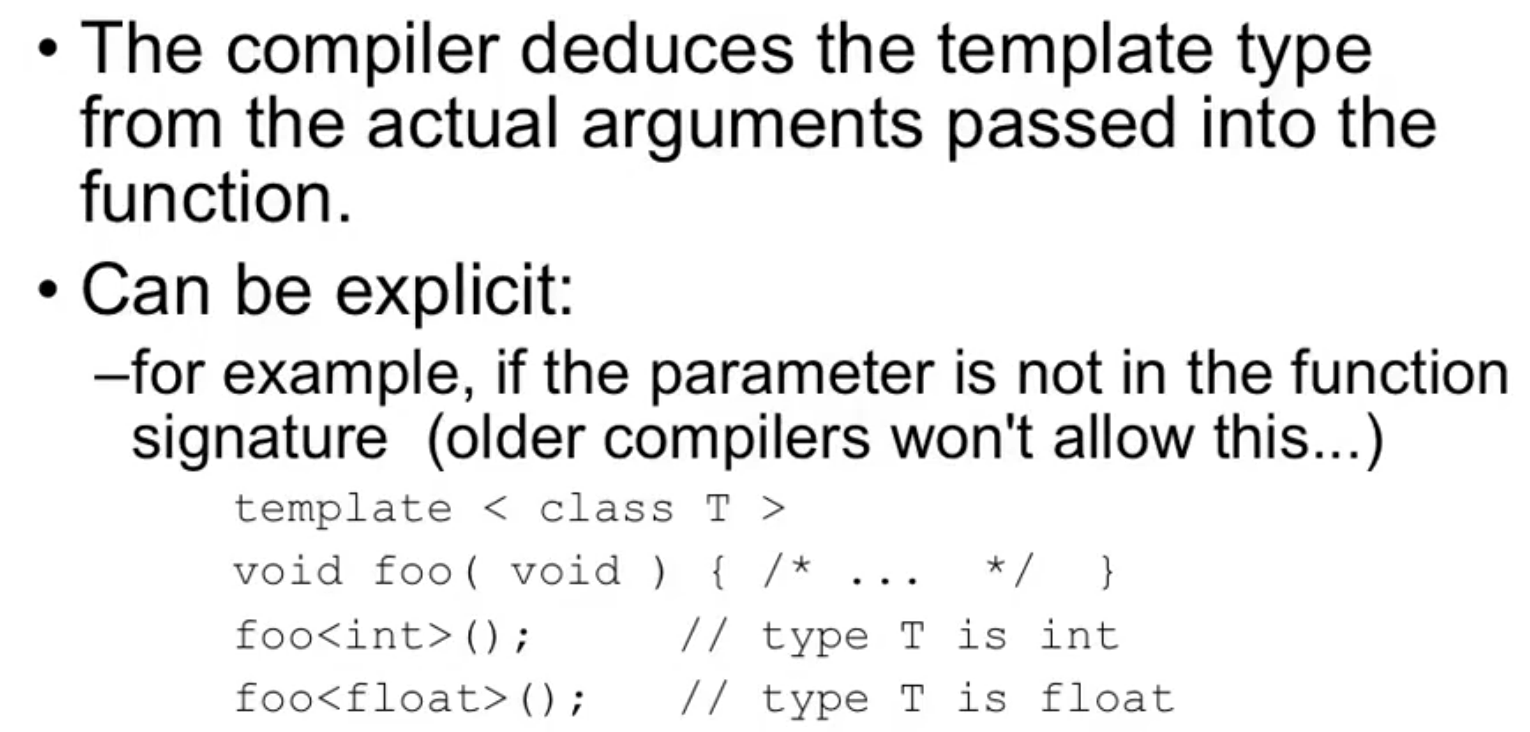 • The compiler deduces the template type
from the actual arguments passed into the
function.
• Can be explicit:
–for example, if the parameter is not in the function
signature  (older compilers won't allow this...)
template < class T >
void foo( void ) { /* ...  */  }
foo<int>();     // type T is int
foo<float>();   // type T is float